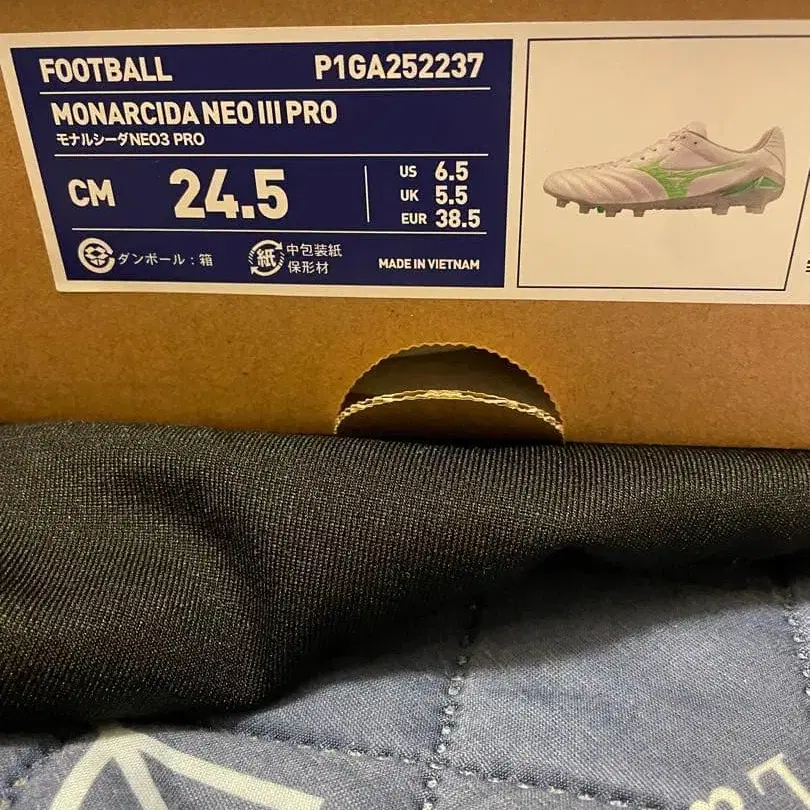 FOOTBALL P1GA252237
MONARCIDA NEO III PRO
モナルシーダNEO3 PRO
CM 24.5
US 6.5
UK 5.5
EUR 38.5
ダンボール：箱
紙 中包装紙
保形材
MADE IN VIETNAM